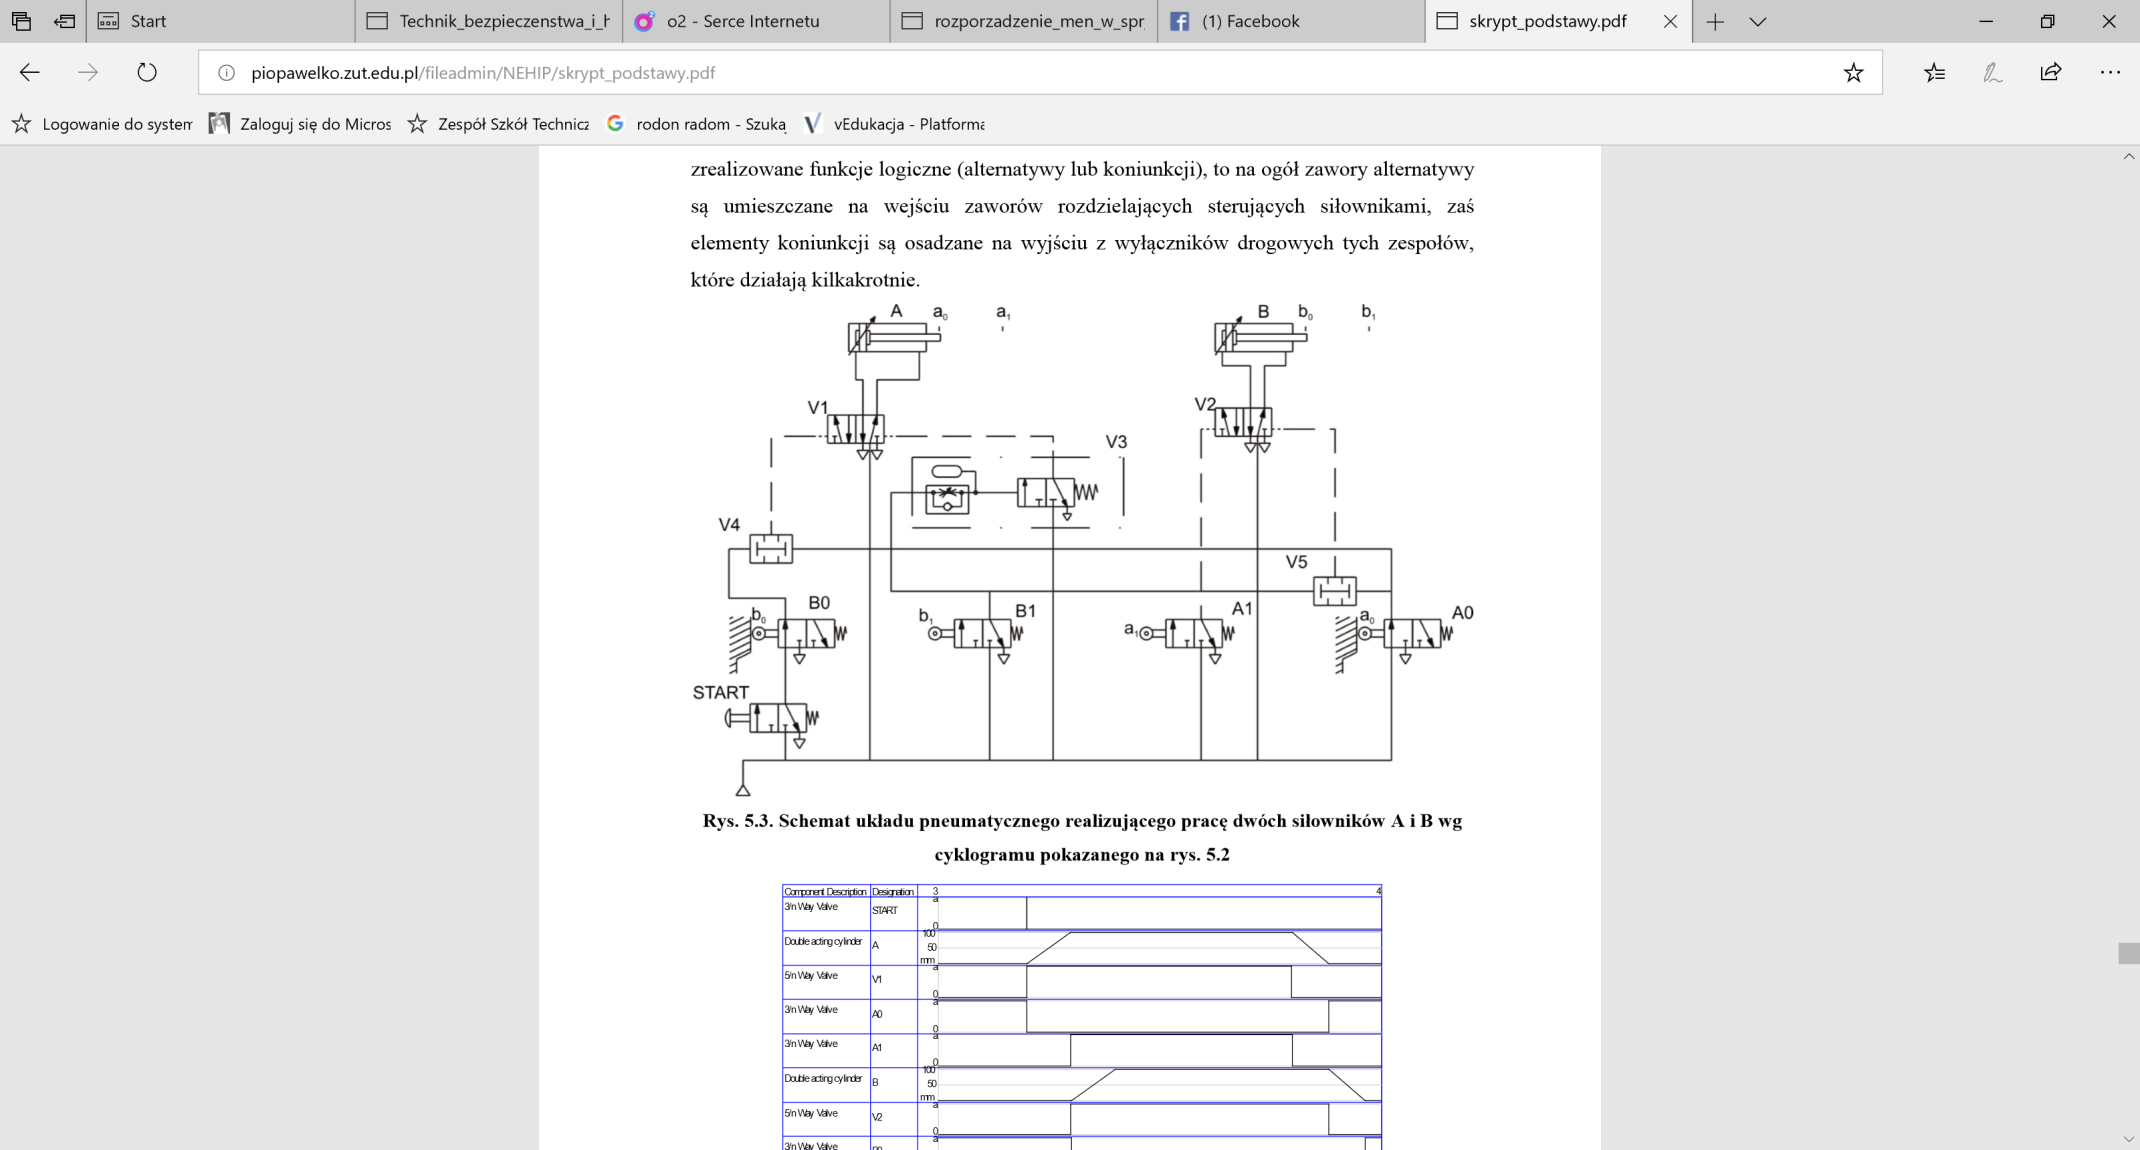 Start
Technik_bezpieczenstwa_i_h
o2 - Serce Internetu
rozporzadzenie_men_w_spr
(1) Facebook
skrypt_podstawy.pdf
piopawelko.zut.edu.pl/fileadmin/NEHIP/skrypt_podstawy.pdf
Logowanie do system
Zaloguj się do Micros
Zespół Szkół Technicz
rodon radom - Szuka
vEdukacja - Platforma
zrealizowane funkcje logiczne (alternatywy lub koniunkcji), to na ogół zawory alternatywy
są umieszczane na wejściu zaworów rozdzielających sterujących siłownikami, zaś
elementy koniunkcji są osadzane na wyjściu z wyłączników drogowych tych zespołów,
które działają kilkakrotnie.
A a₀ a₁ B b₀ b₁
V1 V2
V3
V4
V5
b₀ B0 b₁ B1 a₁ A1 a₀ A0
START
Rys. 5.3. Schemat układu pneumatycznego realizującego pracę dwóch siłowników A i B wg
cyklogramu pokazanego na rys. 5.2
Component Description Designation 3 4
3/n Way Valve START a 0
Double acting cylinder A 100 50 mm
5/n Way Valve V1 a 0
3/n Way Valve A0 a 0
3/n Way Valve A1 a 0
Double acting cylinder B 100 50 mm
5/n Way Valve V2 a 0
3/n Way Valve a